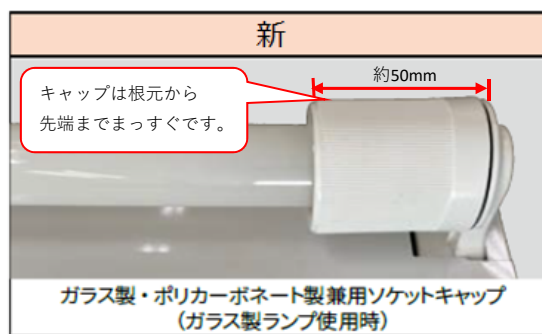 新
約50mm
キャップは根元から
先端までまっすぐです。
ガラス製・ポリカーボネート製兼用ソケットキャップ
（ガラス製ランプ使用時）